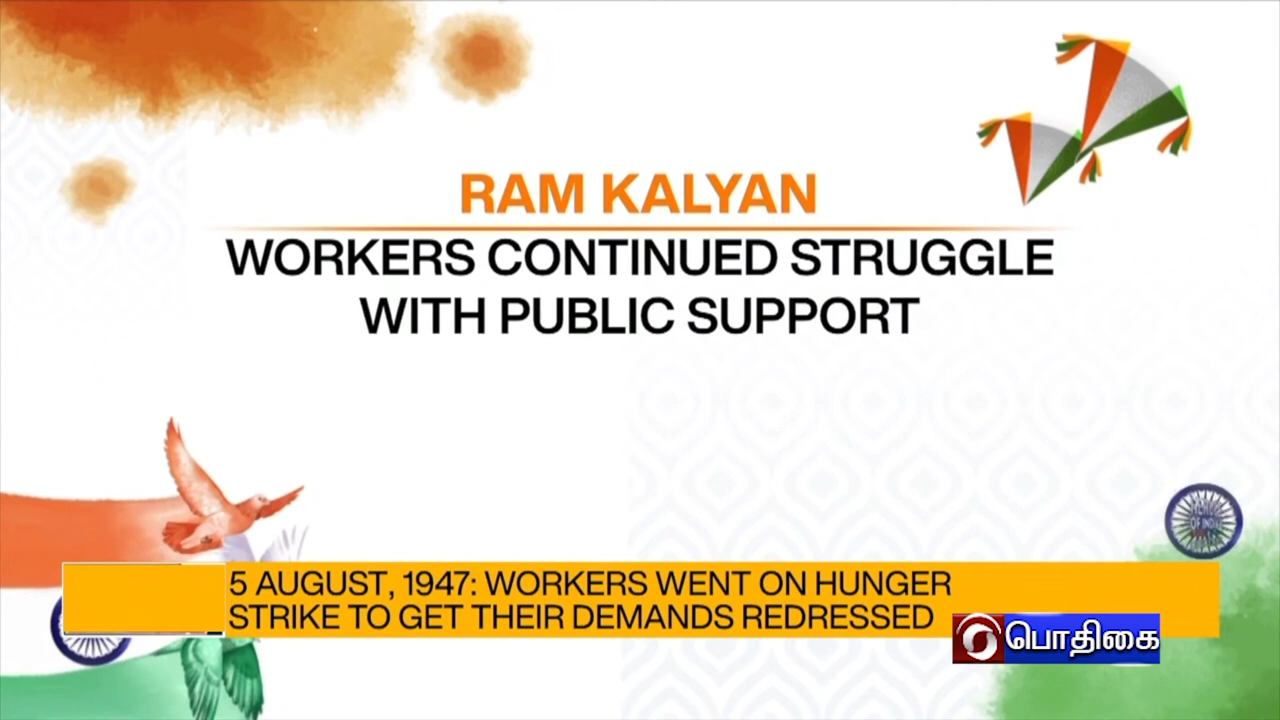 RAM KALYAN
WORKERS CONTINUED STRUGGLE
WITH PUBLIC SUPPORT
5 AUGUST, 1947: WORKERS WENT ON HUNGER
STRIKE TO GET THEIR DEMANDS REDRESSED
பொதிகை